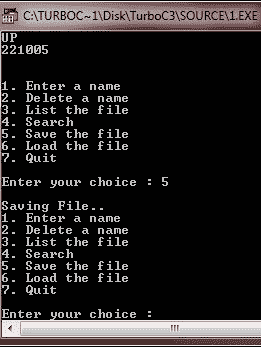 C:\TURBOC~1\Disk\TurboC3\SOURCE\1.EXE
UP
221005
1. Enter a name
2. Delete a name
3. List the file
4. Search
5. Save the file
6. Load the file
7. Quit
Enter your choice : 5
Saving File..
1. Enter a name
2. Delete a name
3. List the file
4. Search
5. Save the file
6. Load the file
7. Quit
Enter your choice :